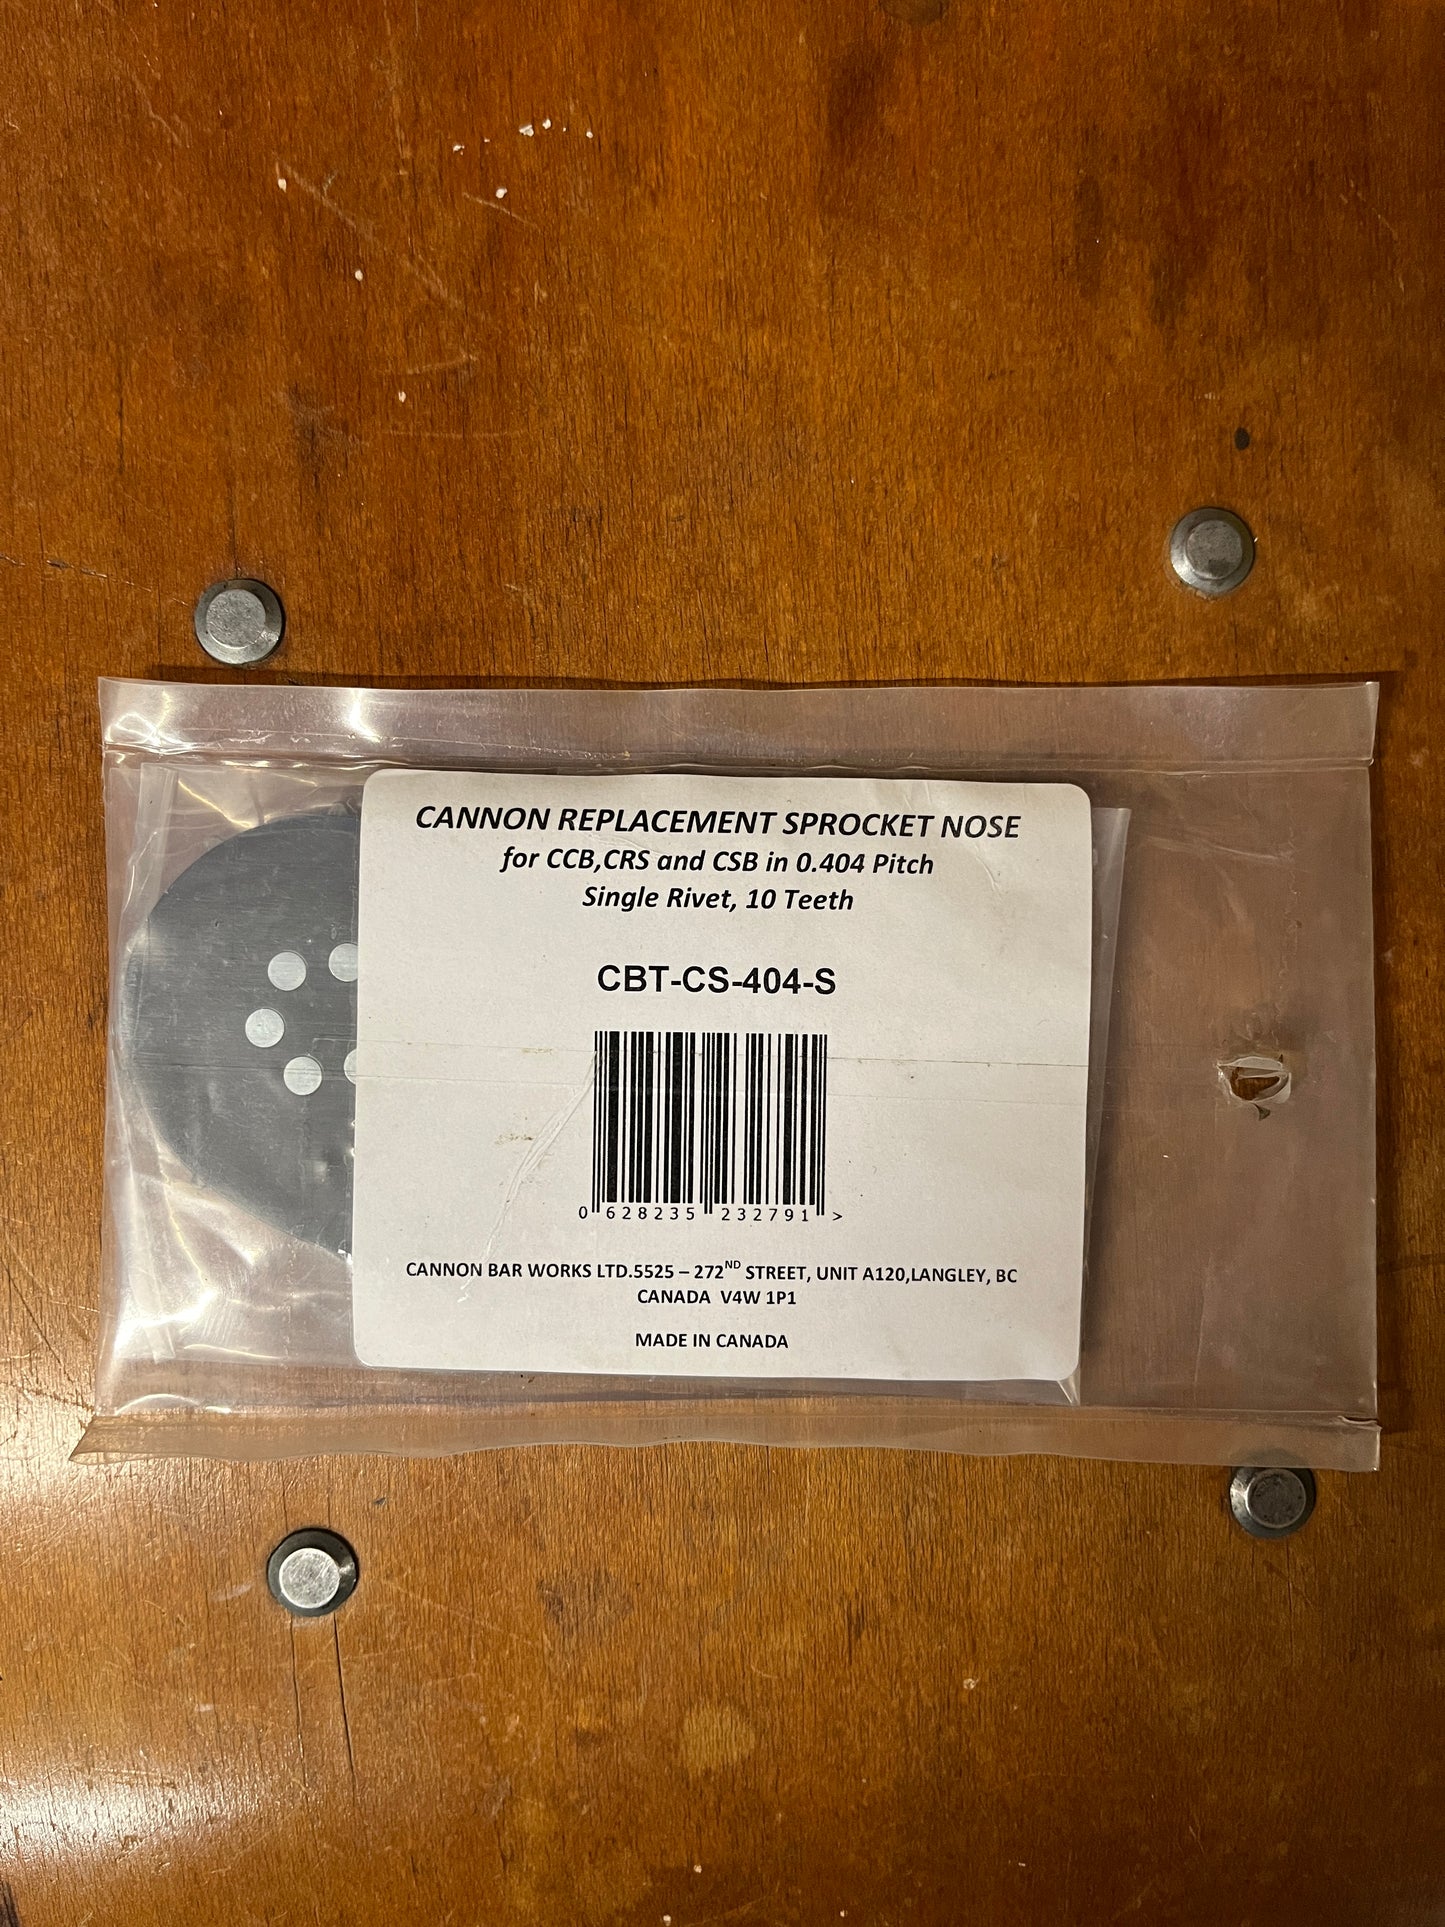 CANNON REPLACEMENT SPROCKET NOSE
for CCB,CRS and CSB in 0.404 Pitch
Single Rivet, 10 Teeth
CBT-CS-404-S
0 628235 232791 >
CANNON BAR WORKS LTD.5525 – 272ND STREET, UNIT A120,LANGLEY, BC
CANADA V4W 1P1
MADE IN CANADA